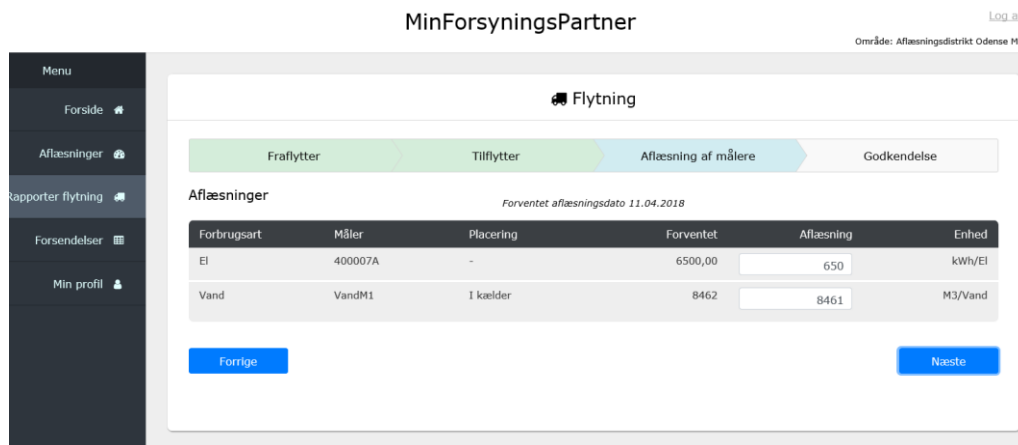 MinForsyningsPartner
Log a
Område: Aflæsningsdistrikt Odense M
Menu
Forside
Aflæsninger
Rapporter flytning
Forsendelser
Min profil
Flytning
Fraflytter Tilflytter Aflæsning af målere Godkendelse
Aflæsninger
Forventet aflæsningsdato 11.04.2018
Forbrugsart Måler Placering Forventet Aflæsning Enhed
El 400007A - 6500,00 650 kWh/El
Vand VandM1 I kælder 8462 8461 M3/Vand
Forrige Næste